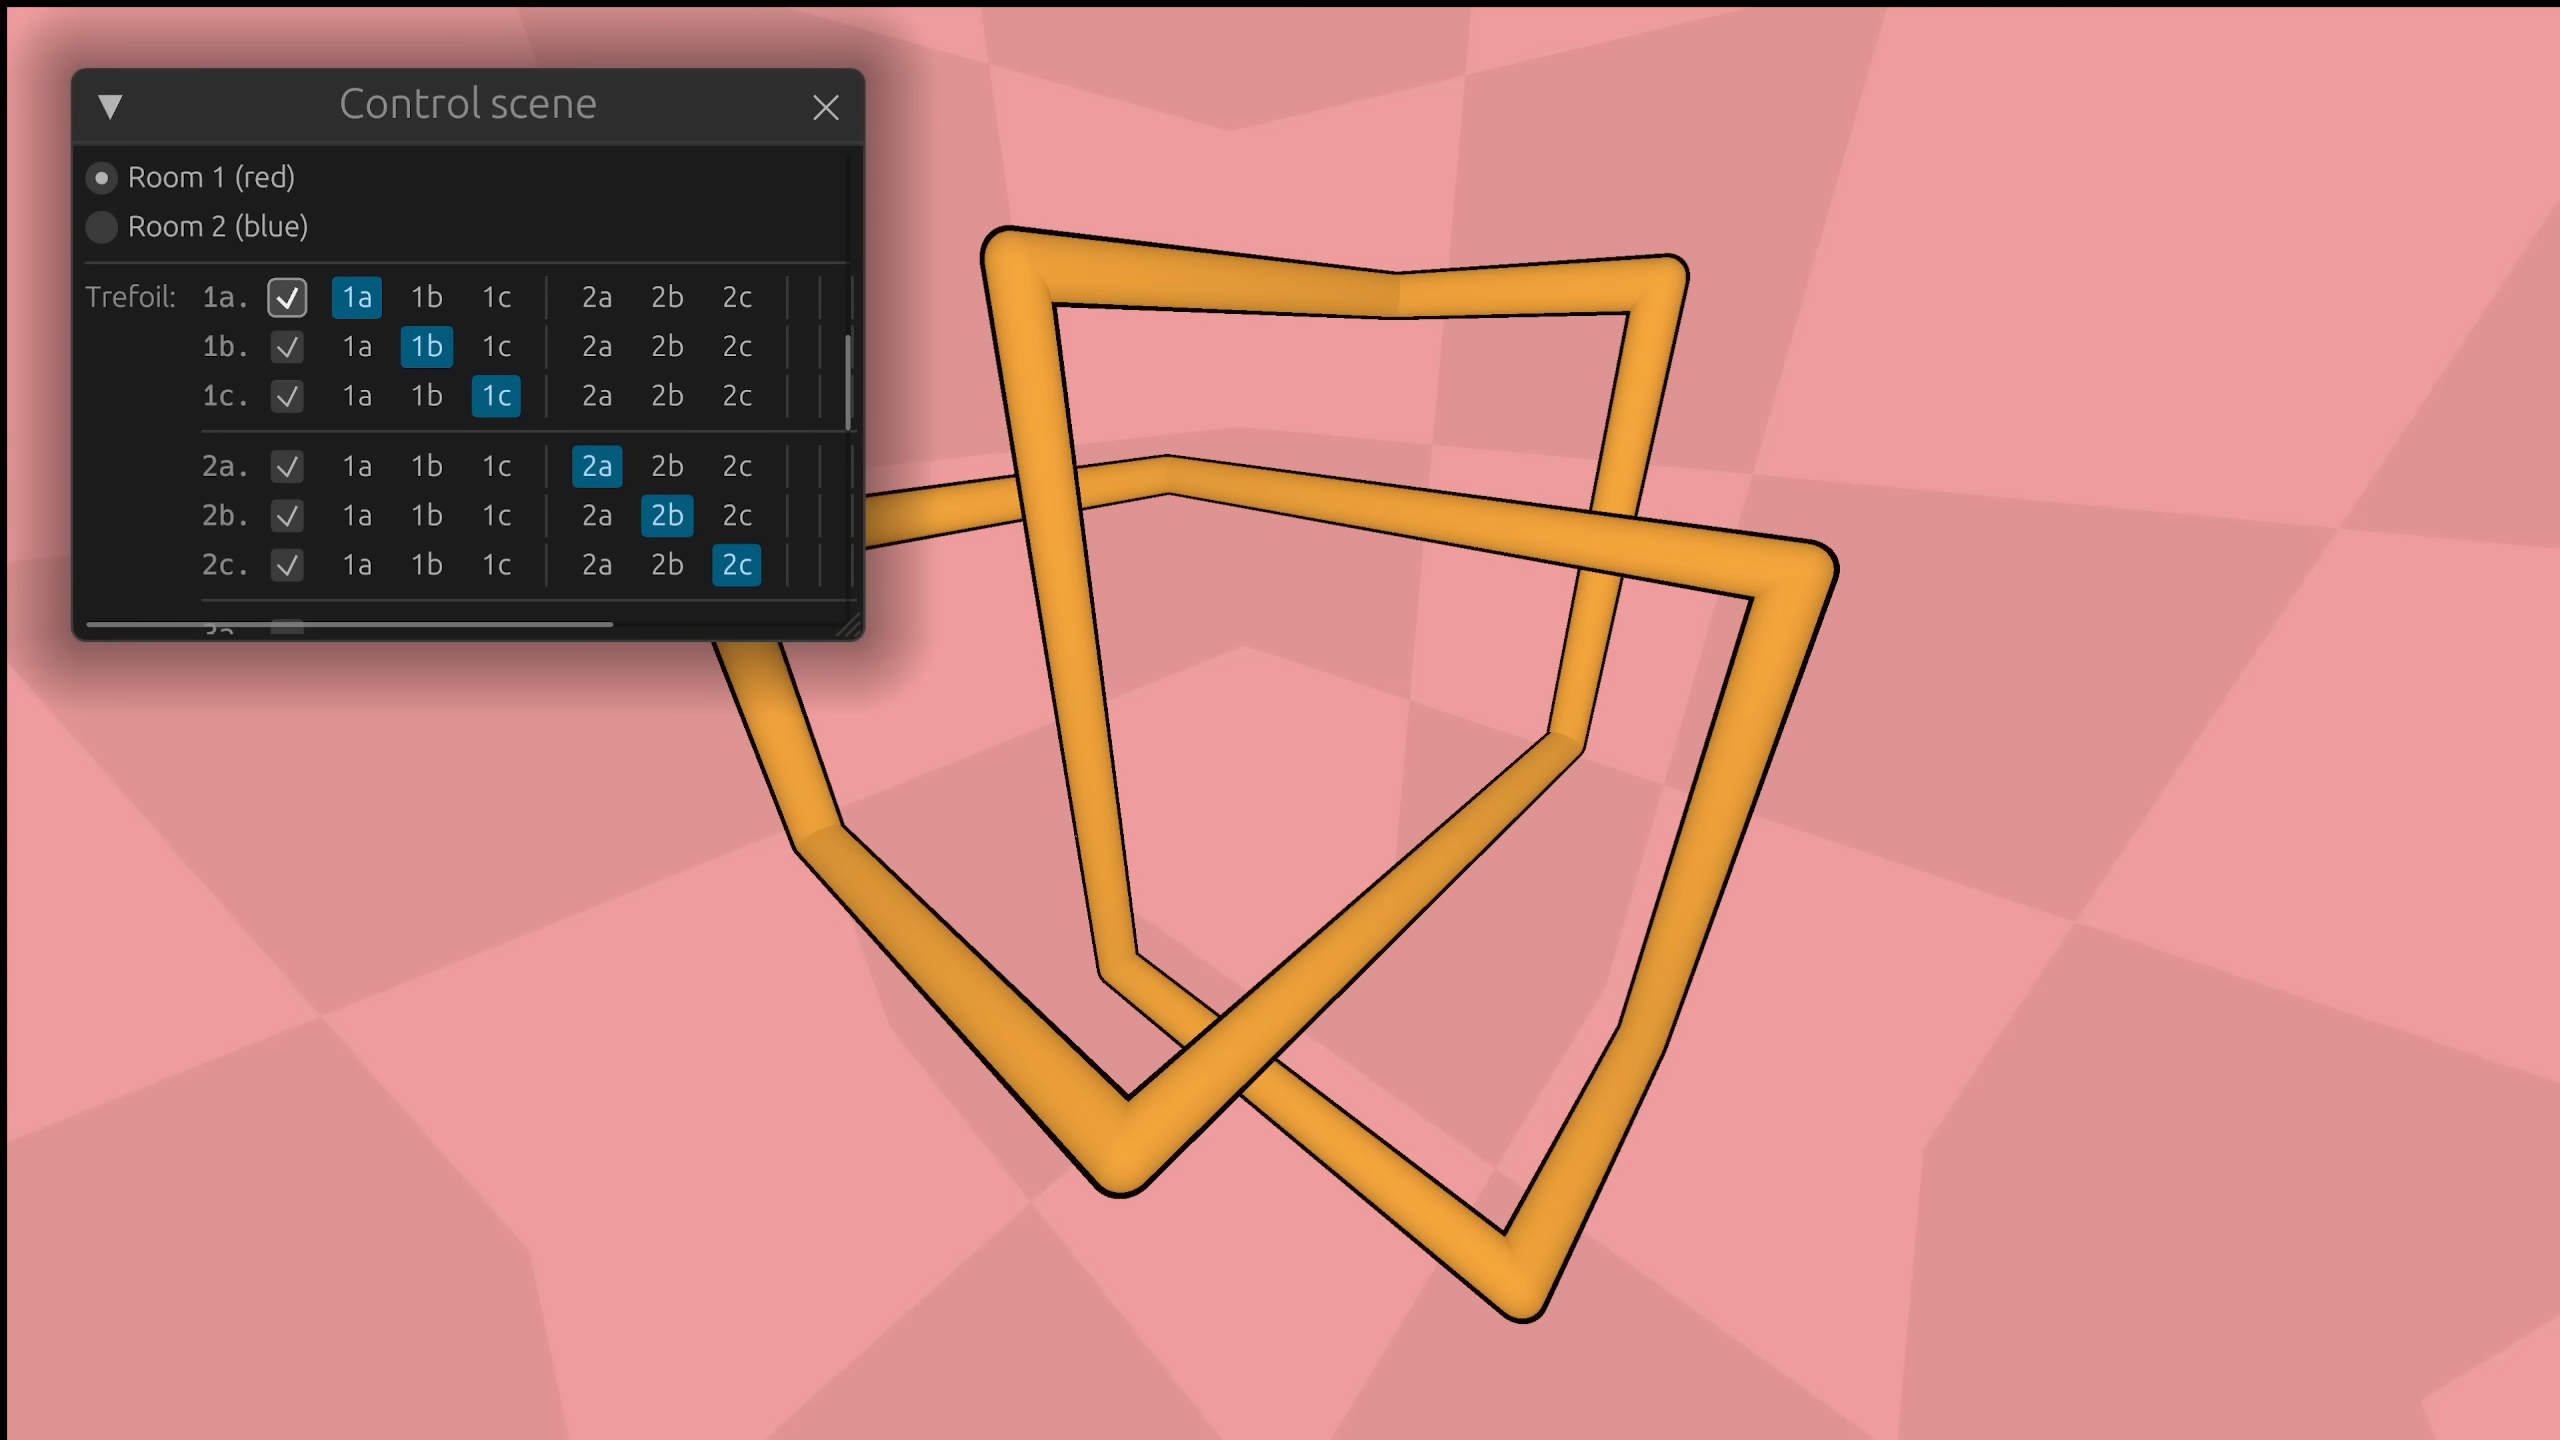 Control scene
Room 1 (red)
Room 2 (blue)
Trefoil: 1a. 1a 1b 1c 2a 2b 2c
1b. 1a 1b 1c 2a 2b 2c
1c. 1a 1b 1c 2a 2b 2c
2a. 1a 1b 1c 2a 2b 2c
2b. 1a 1b 1c 2a 2b 2c
2c. 1a 1b 1c 2a 2b 2c